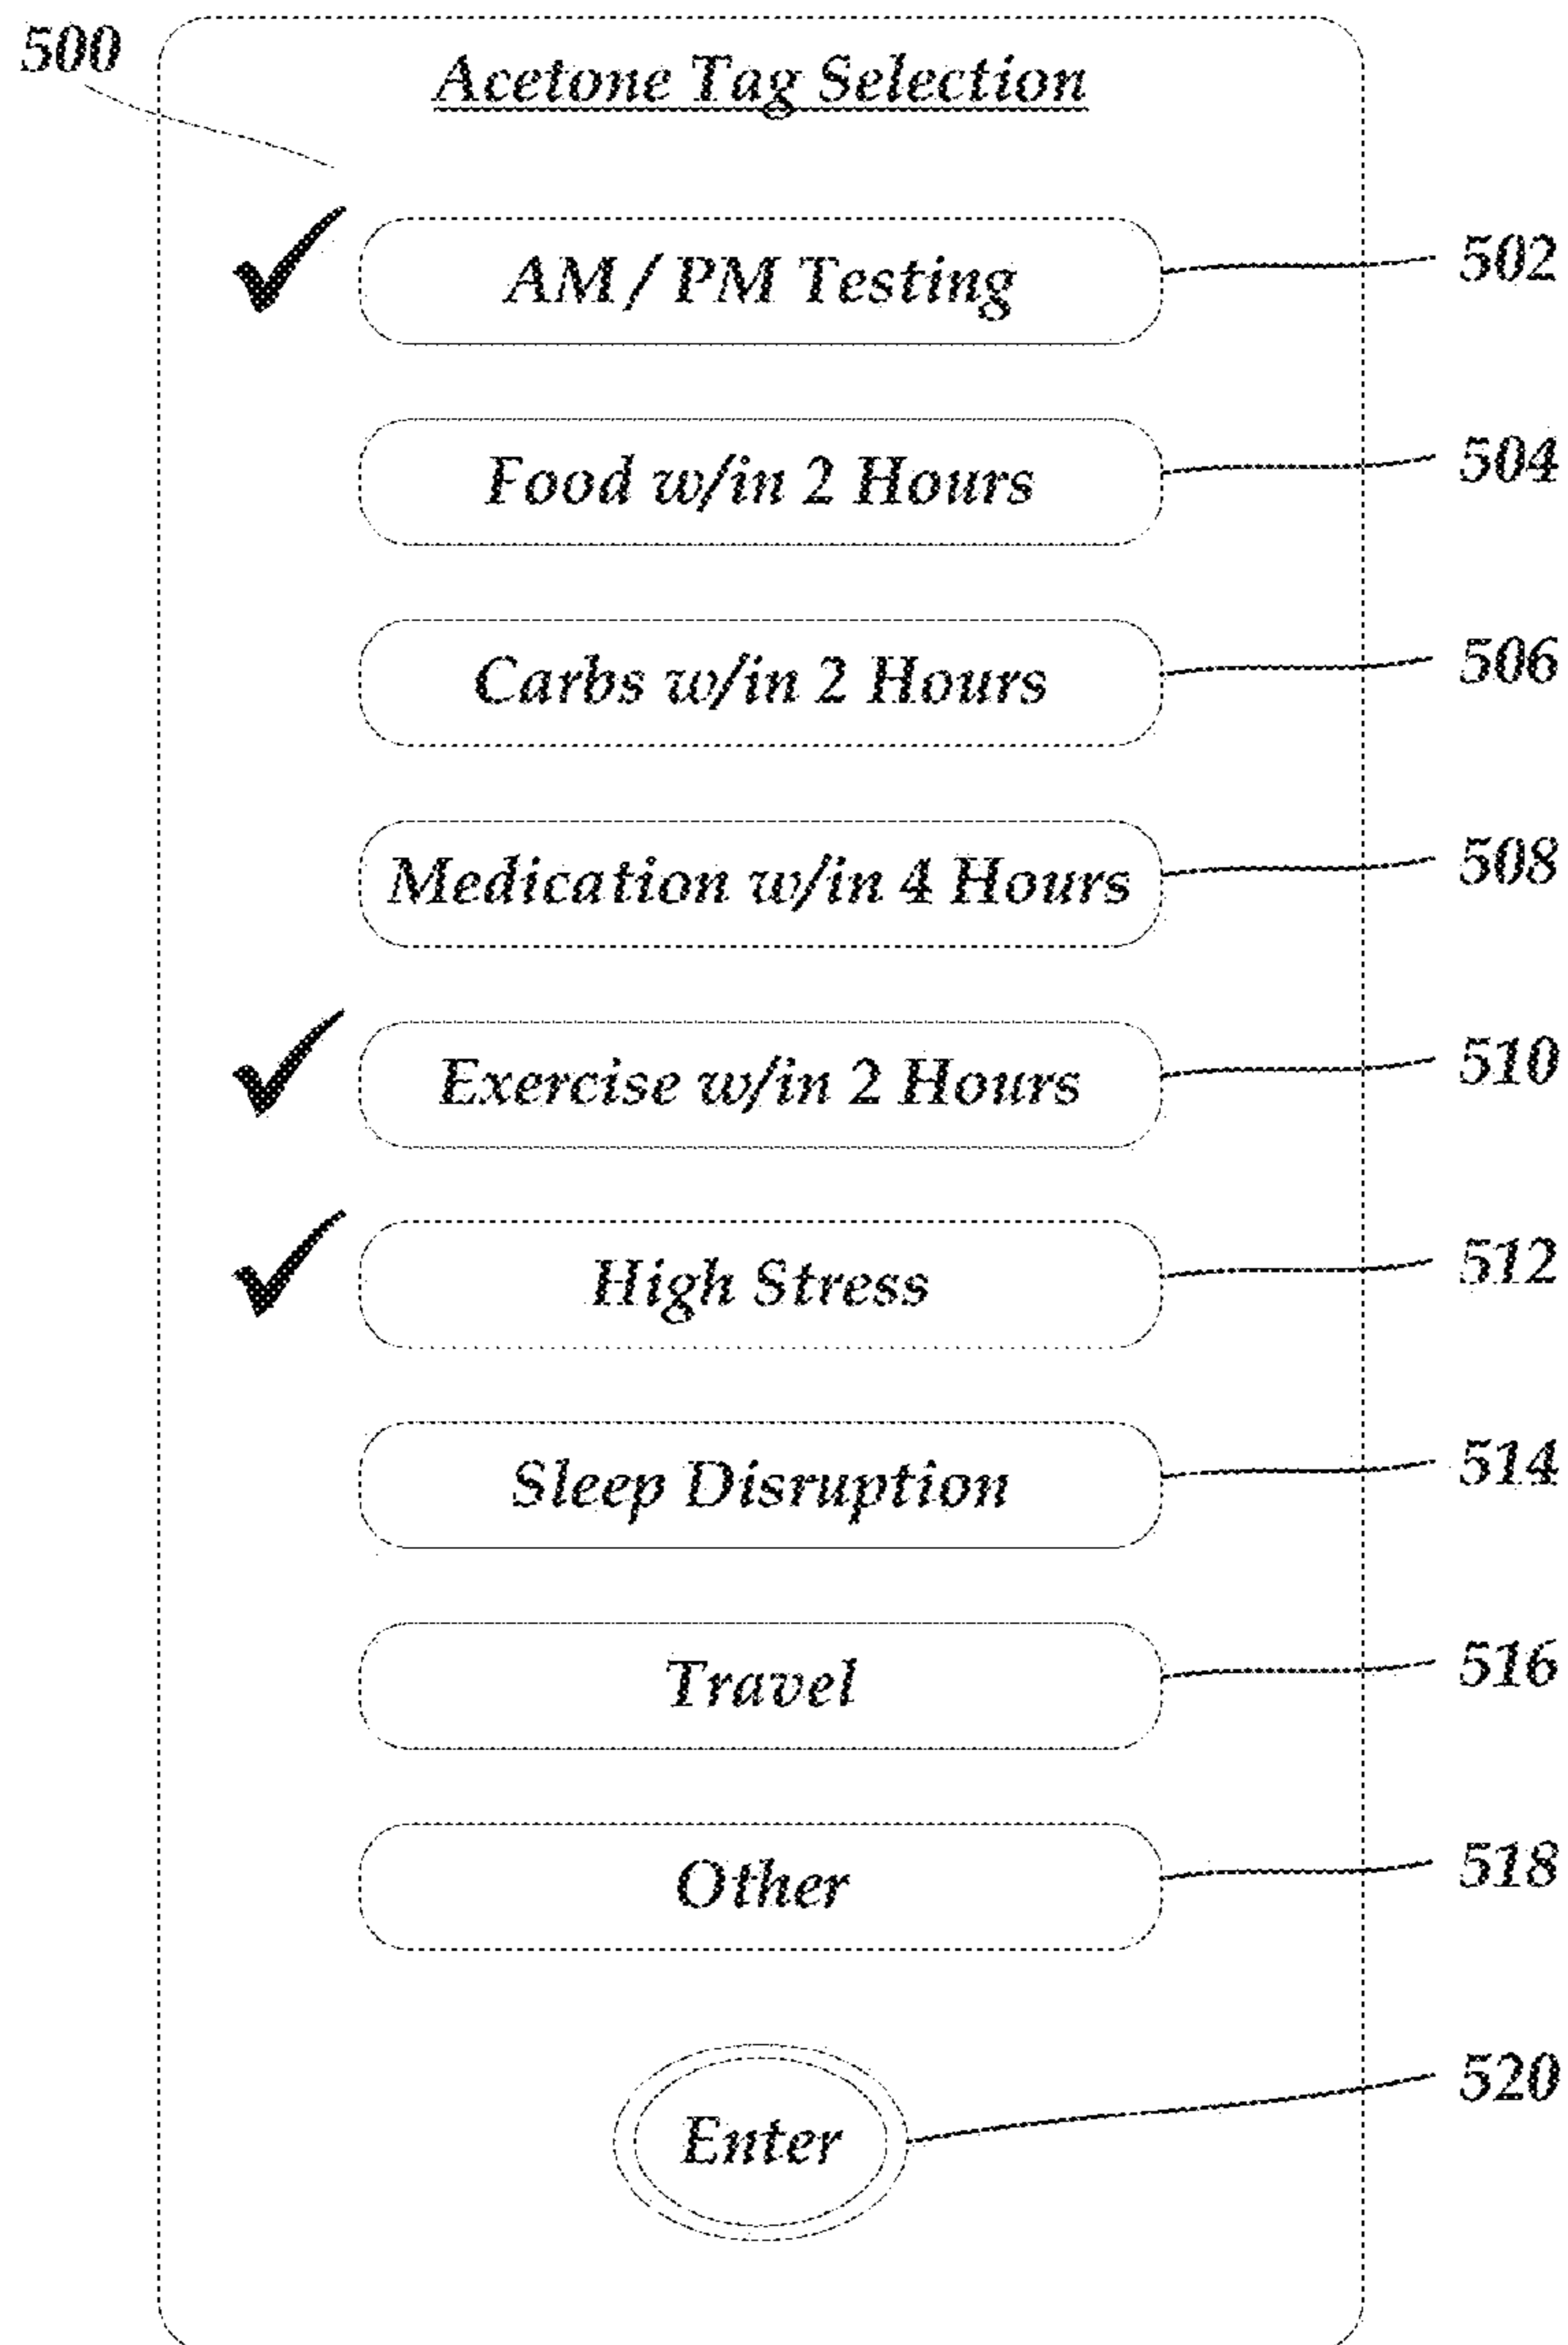 500
Acetone Tag Selection
AM / PM Testing 502
Food w/in 2 Hours 504
Carbs w/in 2 Hours 506
Medication w/in 4 Hours 508
Exercise w/in 2 Hours 510
High Stress 512
Sleep Disruption 514
Travel 516
Other 518
Enter 520